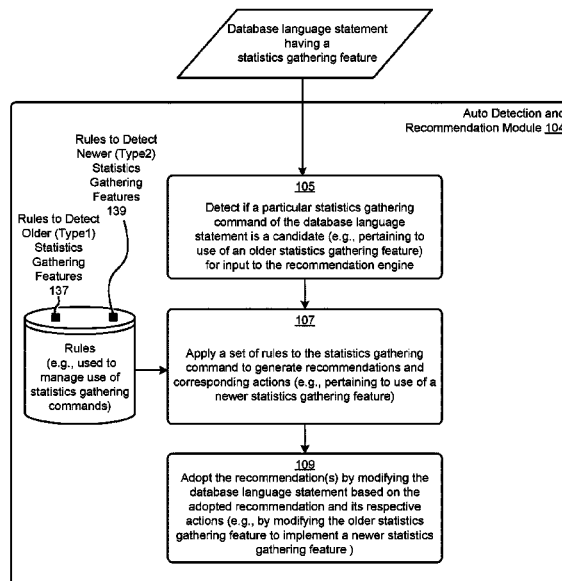 Database language statement
having a
statistics gathering feature
Auto Detection and
Recommendation Module 104
Rules to Detect
Newer (Type2)
Statistics
Gathering
Features
139
Rules to Detect
Older (Type1)
Statistics
Gathering
Features
137
Rules
(e.g., used to
manage use of
statistics gathering
commands)
105
Detect if a particular statistics gathering
command of the database language
statement is a candidate (e.g., pertaining to
use of an older statistics gathering feature)
for input to the recommendation engine
107
Apply a set of rules to the statistics gathering
command to generate recommendations and
corresponding actions (e.g., pertaining to use of a
newer statistics gathering feature)
109
Adopt the recommendation(s) by modifying the
database language statement based on the
adopted recommendation and its respective
actions (e.g., by modifying the older statistics
gathering feature to implement a newer statistics
gathering feature )